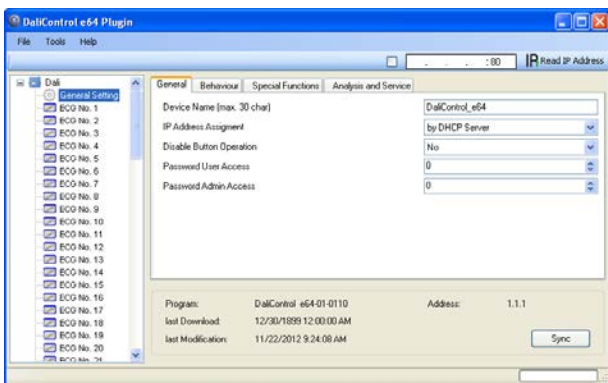 DaliControl e64 Plugin
File Tools Help
. . . :80 IP Read IP Address
Dali
General Setting
ECG No. 1
ECG No. 2
ECG No. 3
ECG No. 4
ECG No. 5
ECG No. 6
ECG No. 7
ECG No. 8
ECG No. 9
ECG No. 10
ECG No. 11
ECG No. 12
ECG No. 13
ECG No. 14
ECG No. 15
ECG No. 16
ECG No. 17
ECG No. 18
ECG No. 19
ECG No. 20
ECG No. 21
General Behaviour Special Functions Analysis and Service
Device Name (max. 30 char) DaliControl_e64
IP Address Assigment by DHCP Server
Disable Button Operation No
Password User Access 0
Password Admin Access 0
Program: DaliControl e64-01-0110 Address: 1.1.1
last Download: 12/30/1899 12:00:00 AM
last Modification: 11/22/2012 9:24:08 AM
Sync